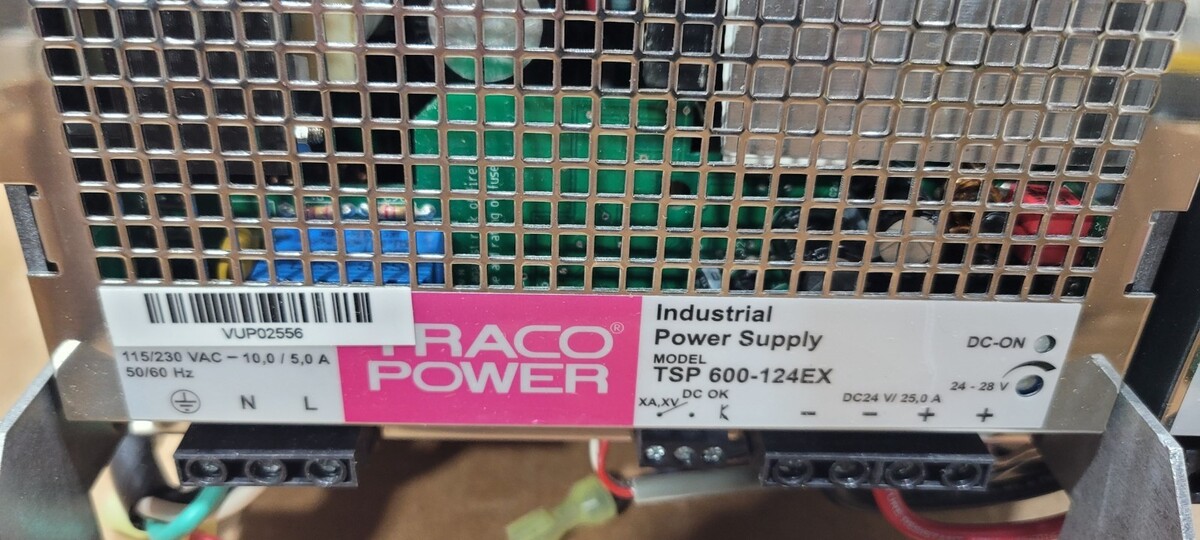 VUP02556
115/230 VAC – 10,0 / 5,0 A
50/60 Hz
N L
TRACO®
POWER
Industrial
Power Supply
MODEL
TSP 600-124EX
DC OK
XA,XV
DC-ON
24 - 28 V
DC24 V/ 25,0 A
– – + +